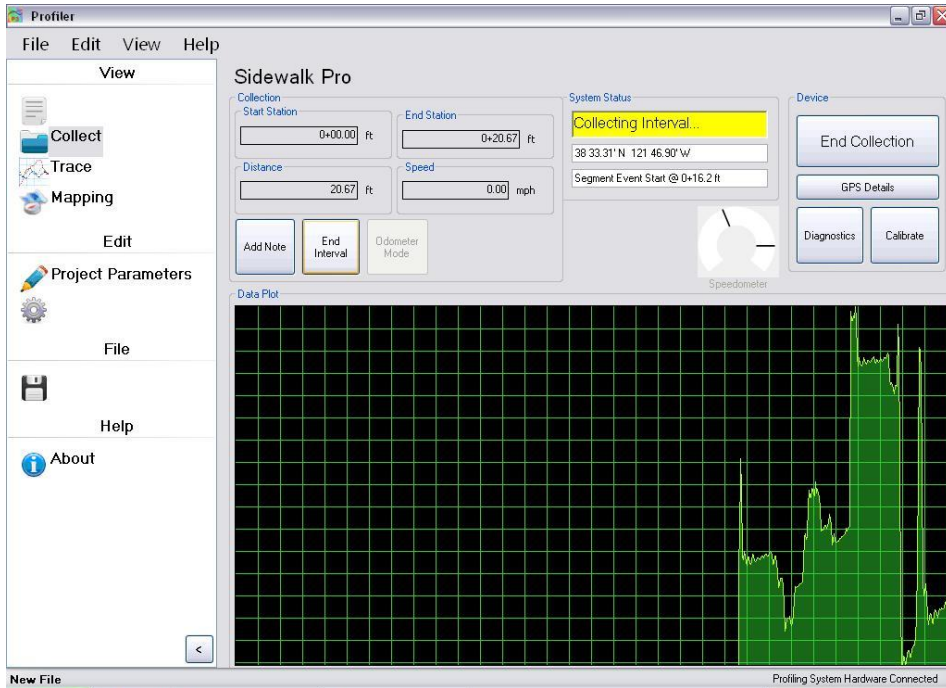 Profiler
File Edit View Help
View
Collect
Trace
Mapping
Edit
Project Parameters
File
Help
About
<
Sidewalk Pro
Collection
Start Station
0+00.00 ft
End Station
0+20.67 ft
Distance
20.67 ft
Speed
0.00 mph
Add Note
End Interval
Odometer Mode
System Status
Collecting Interval...
38 33.31' N 121 46.90' W
Segment Event Start @ 0+16.2 ft
Speedometer
Device
End Collection
GPS Details
Diagnostics
Calibrate
Data Plot
New File
Profiling System Hardware Connected